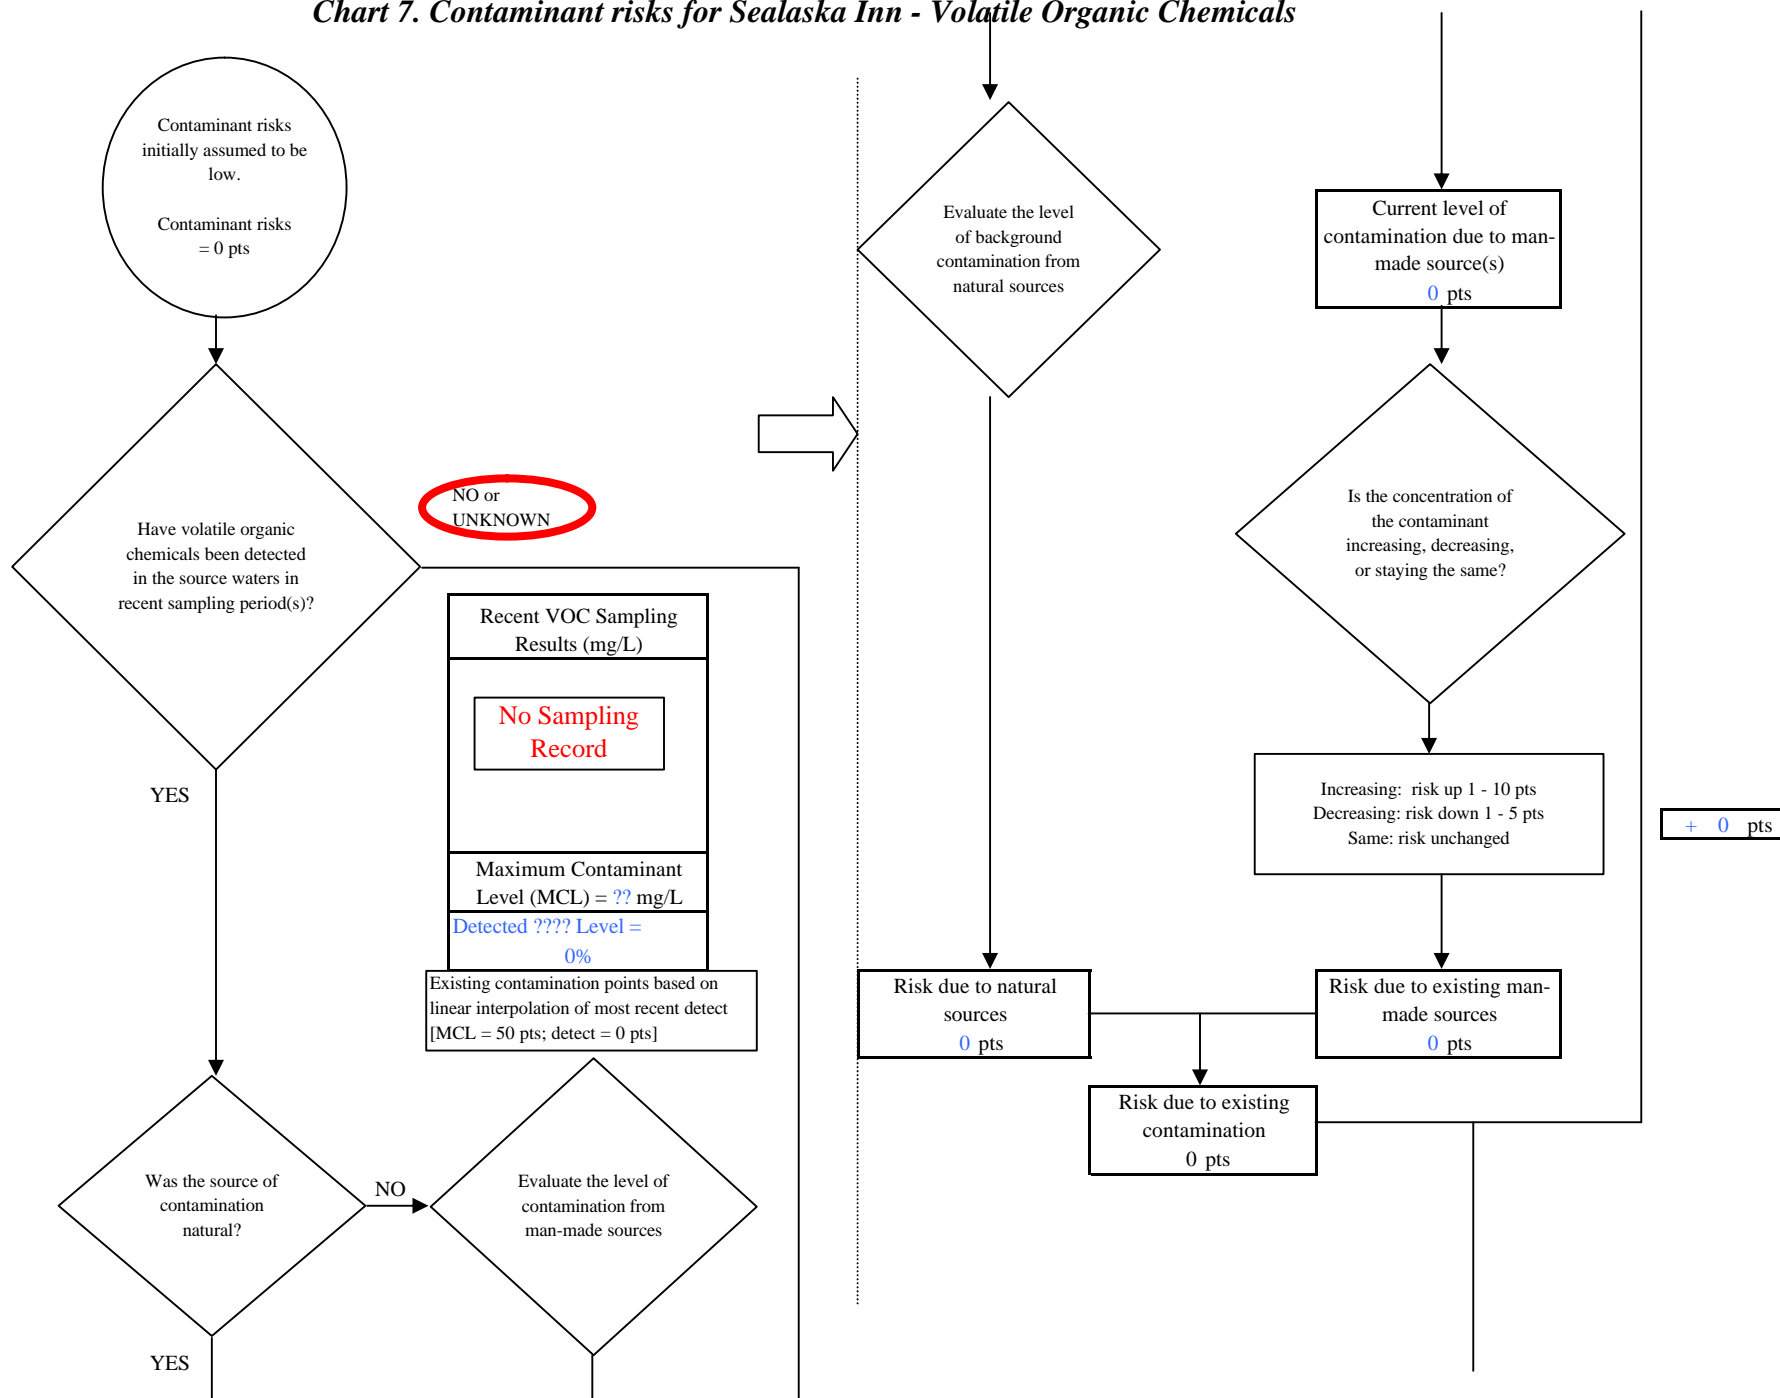 Chart 7. Contaminant risks for Sealaska Inn - Volatile Organic Chemicals
Contaminant risks
initially assumed to be
low.
Contaminant risks
= 0 pts
Have volatile organic
chemicals been detected
in the source waters in
recent sampling period(s)?
NO or
UNKNOWN
YES
Recent VOC Sampling
Results (mg/L)
No Sampling
Record
Maximum Contaminant
Level (MCL) = ?? mg/L
Detected ???? Level =
0%
Existing contamination points based on
linear interpolation of most recent detect
[MCL = 50 pts; detect = 0 pts]
Was the source of
contamination
natural?
NO
Evaluate the level of
contamination from
man-made sources
YES
Evaluate the level
of background
contamination from
natural sources
Current level of
contamination due to man-
made source(s)
0 pts
Is the concentration of
the contaminant
increasing, decreasing,
or staying the same?
Increasing: risk up 1 - 10 pts
Decreasing: risk down 1 - 5 pts
Same: risk unchanged
+ 0 pts
Risk due to natural
sources
0 pts
Risk due to existing man-
made sources
0 pts
Risk due to existing
contamination
0 pts